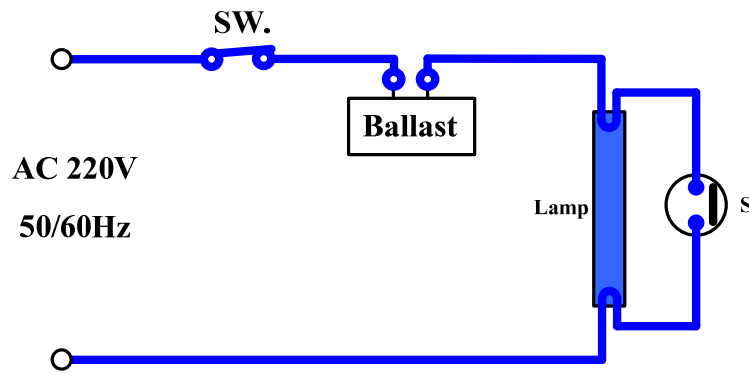 SW.
Ballast
AC 220V
50/60Hz
Lamp
S